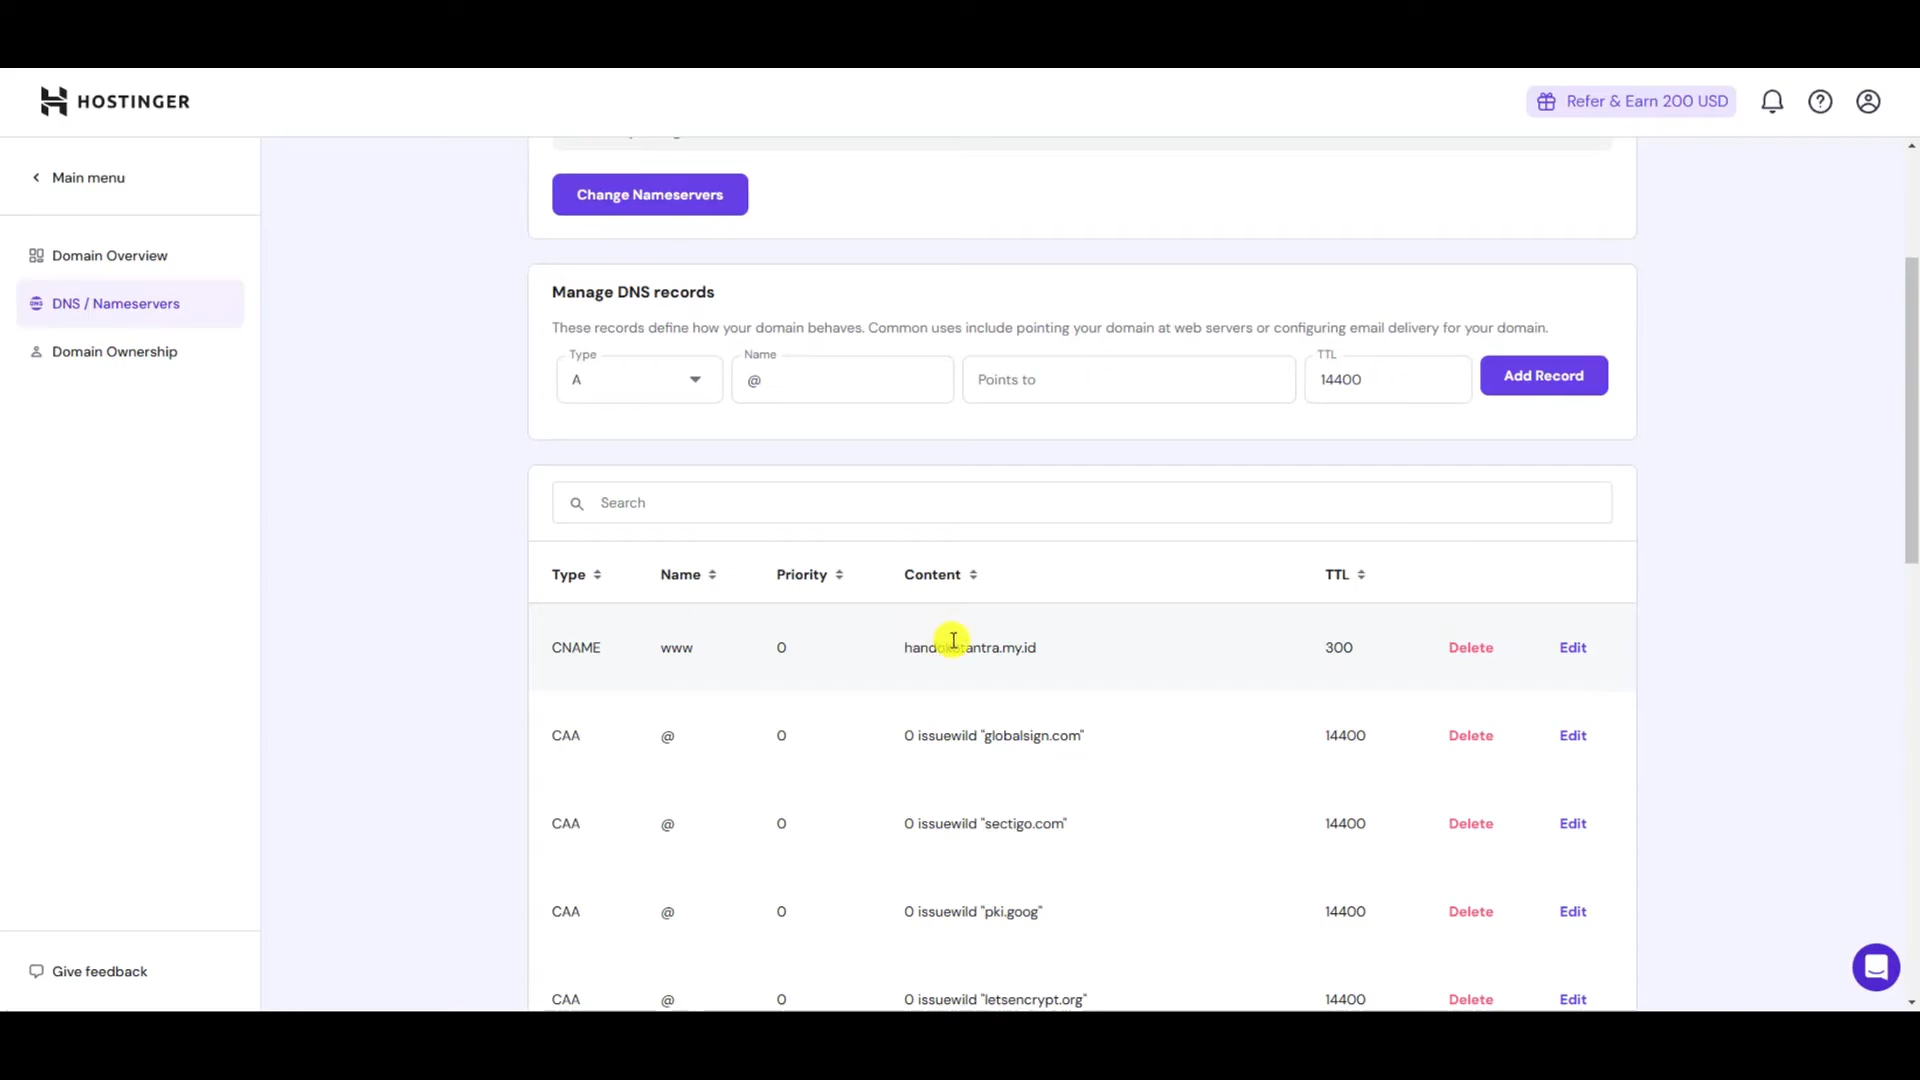 HOSTINGER
Refer & Earn 200 USD
Main menu
Domain Overview
DNS / Nameservers
Domain Ownership
Give feedback
Change Nameservers
Manage DNS records
These records define how your domain behaves. Common uses include pointing your domain at web servers or configuring email delivery for your domain.
Type Name TTL
A @ Points to 14400 Add Record
Search
Type Name Priority Content TTL
CNAME www 0 handokotantra.my.id 300 Delete Edit
CAA @ 0 0 issuewild "globalsign.com" 14400 Delete Edit
CAA @ 0 0 issuewild "sectigo.com" 14400 Delete Edit
CAA @ 0 0 issuewild "pki.goog" 14400 Delete Edit
CAA @ 0 0 issuewild "letsencrypt.org" 14400 Delete Edit